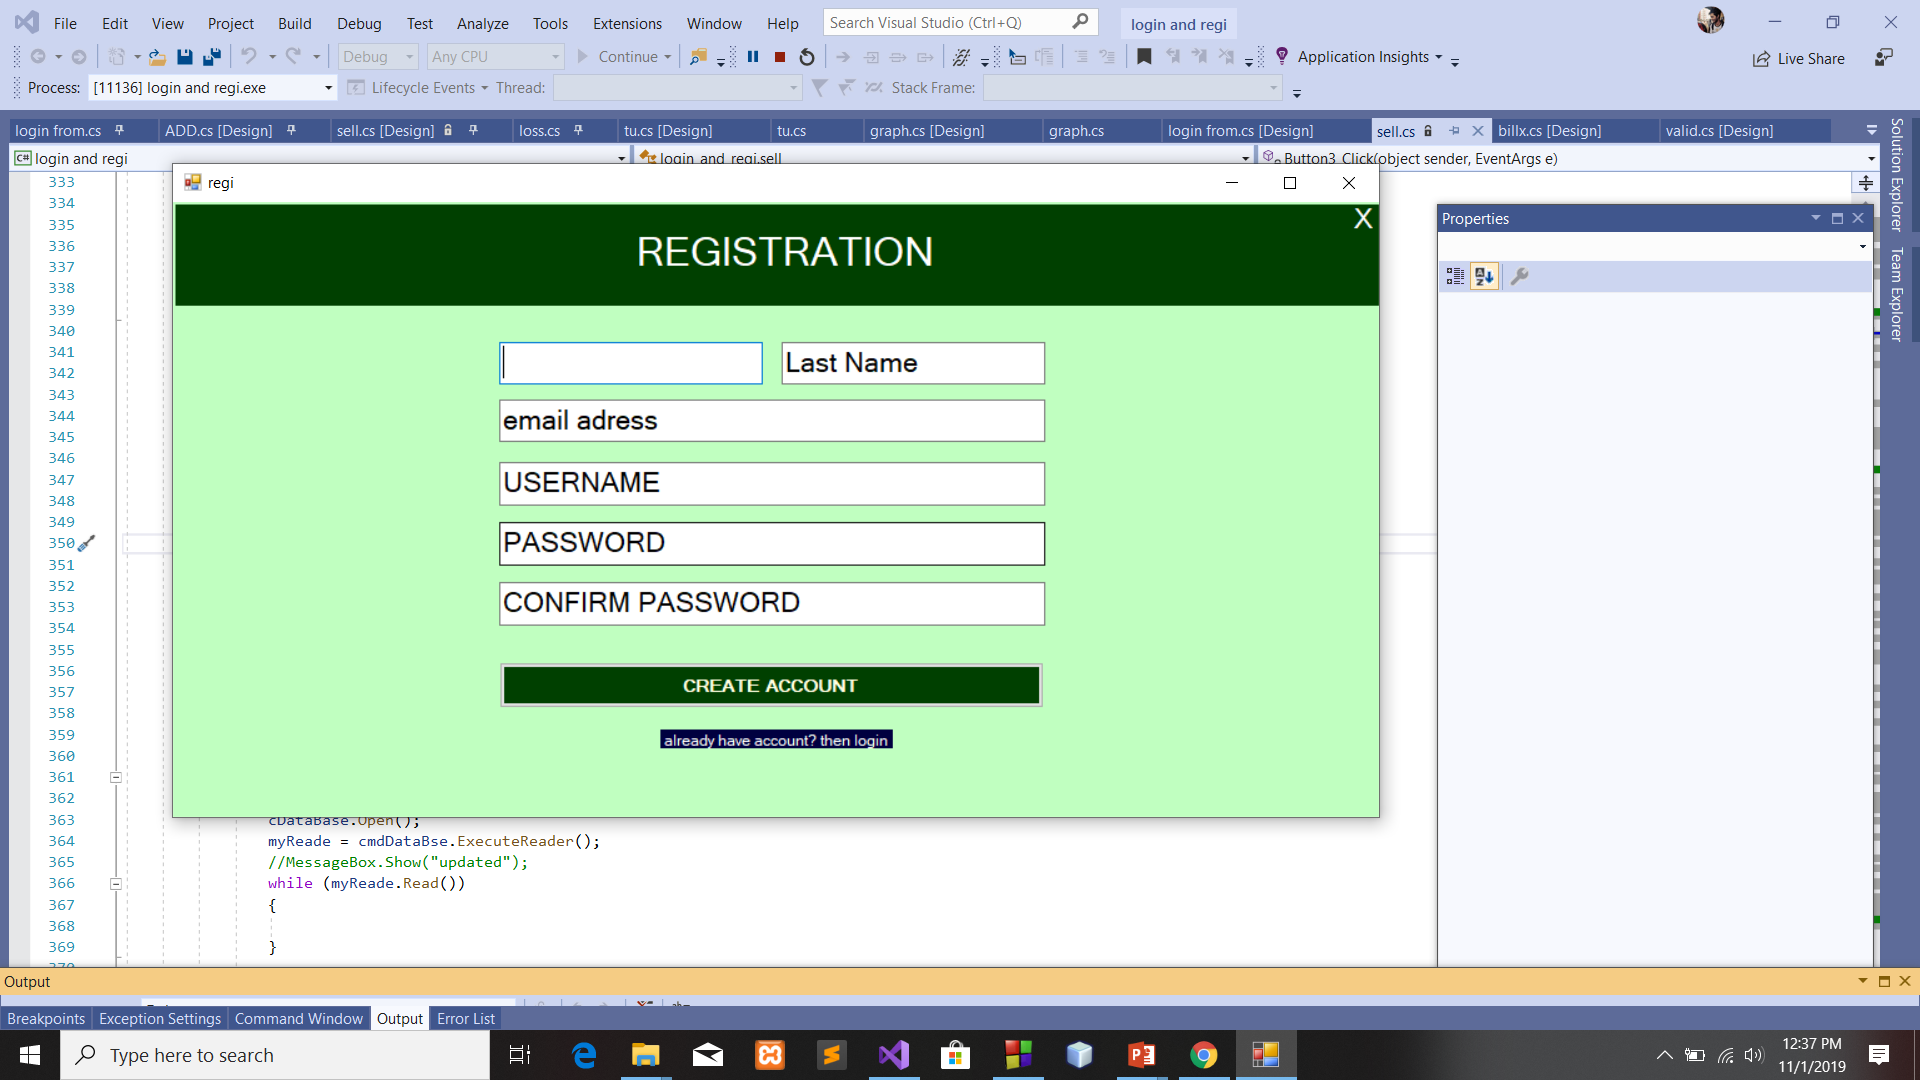 File Edit View Project Build Debug Test Analyze Tools Extensions Window Help Search Visual Studio (Ctrl+Q) login and regi
Debug Any CPU Continue Application Insights Live Share
Process: [11136] login and regi.exe Lifecycle Events Thread: Stack Frame:
login from.cs ADD.cs [Design] sell.cs [Design] loss.cs tu.cs [Design] tu.cs graph.cs [Design] graph.cs login from.cs [Design] sell.cs billx.cs [Design] valid.cs [Design]
C# login and regi login_and_regi.sell Button3_Click(object sender, EventArgs e)
Solution Explorer
Team Explorer
regi
X
REGISTRATION
Last Name
email adress
USERNAME
PASSWORD
CONFIRM PASSWORD
CREATE ACCOUNT
already have account? then login
Properties
333
334
335
336
337
338
339
340
341
342
343
344
345
346
347
348
349
350
351
352
353
354
355
356
357
358
359
360
361
362
363 cDataBase.Open();
364 myReade = cmdDataBse.ExecuteReader();
365 //MessageBox.Show("updated");
366 while (myReade.Read())
367 {
368
369 }
370
Output
Breakpoints Exception Settings Command Window Output Error List
Type here to search
12:37 PM
11/1/2019